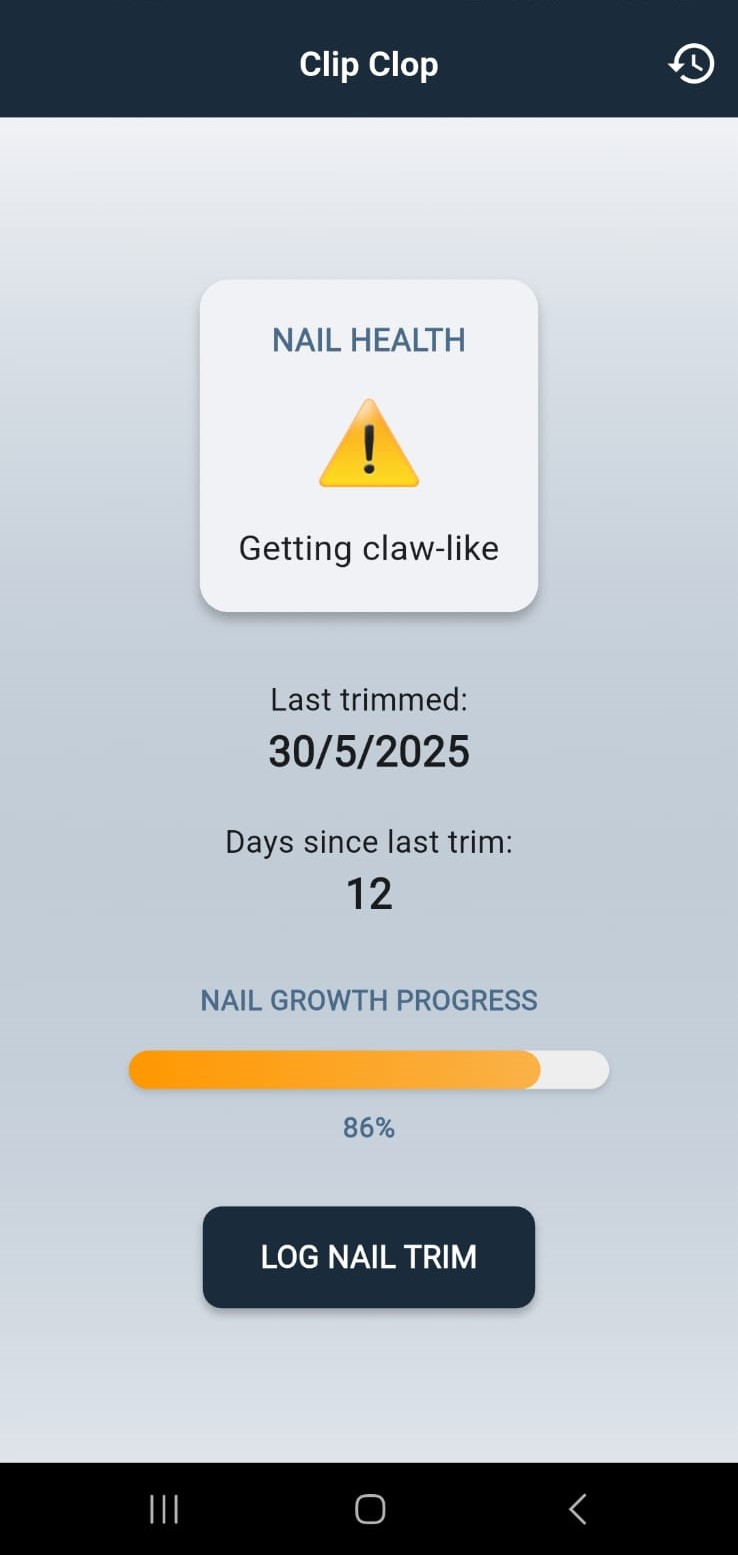 Clip Clop
NAIL HEALTH
Getting claw-like
Last trimmed:
30/5/2025
Days since last trim:
12
NAIL GROWTH PROGRESS
86%
LOG NAIL TRIM